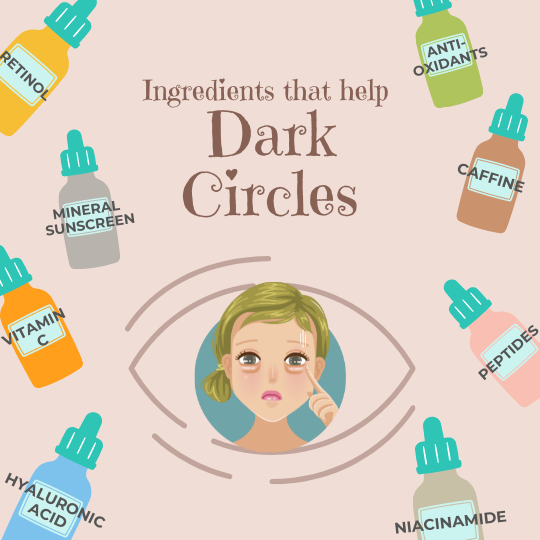 Ingredients that help
Dark
Circles
RETINOL
MINERAL
SUNSCREEN
VITAMIN
C
HYALURONIC
ACID
ANTI-
OXIDANTS
CAFFINE
PEPTIDES
NIACINAMIDE